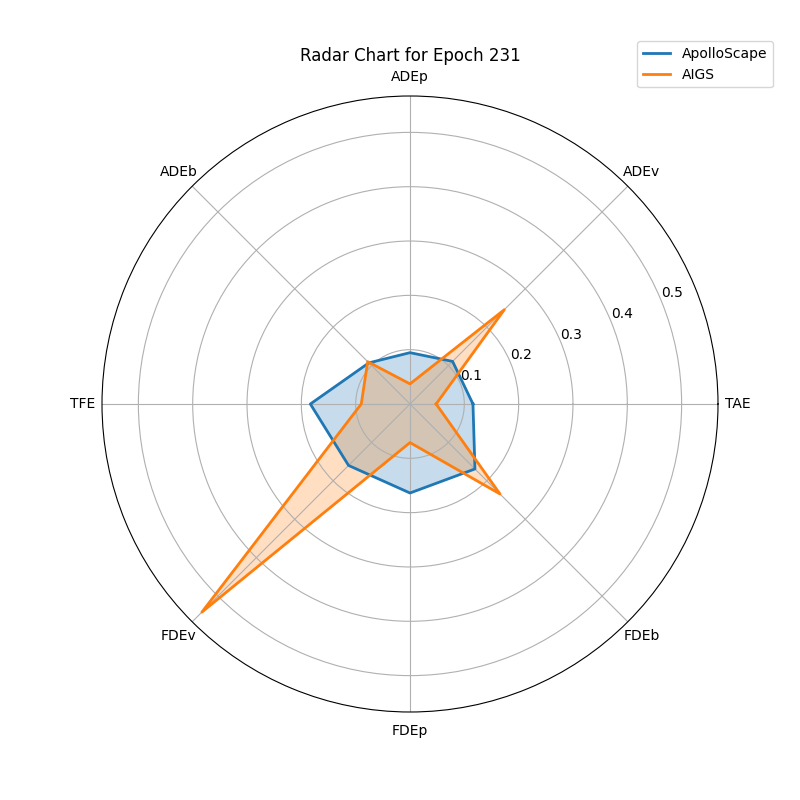 Radar Chart for Epoch 231
ApolloScape
AIGS
ADEp
ADEb
ADEv
0.5
0.4
0.3
0.2
0.1
TFE
TAE
FDEv
FDEb
FDEp